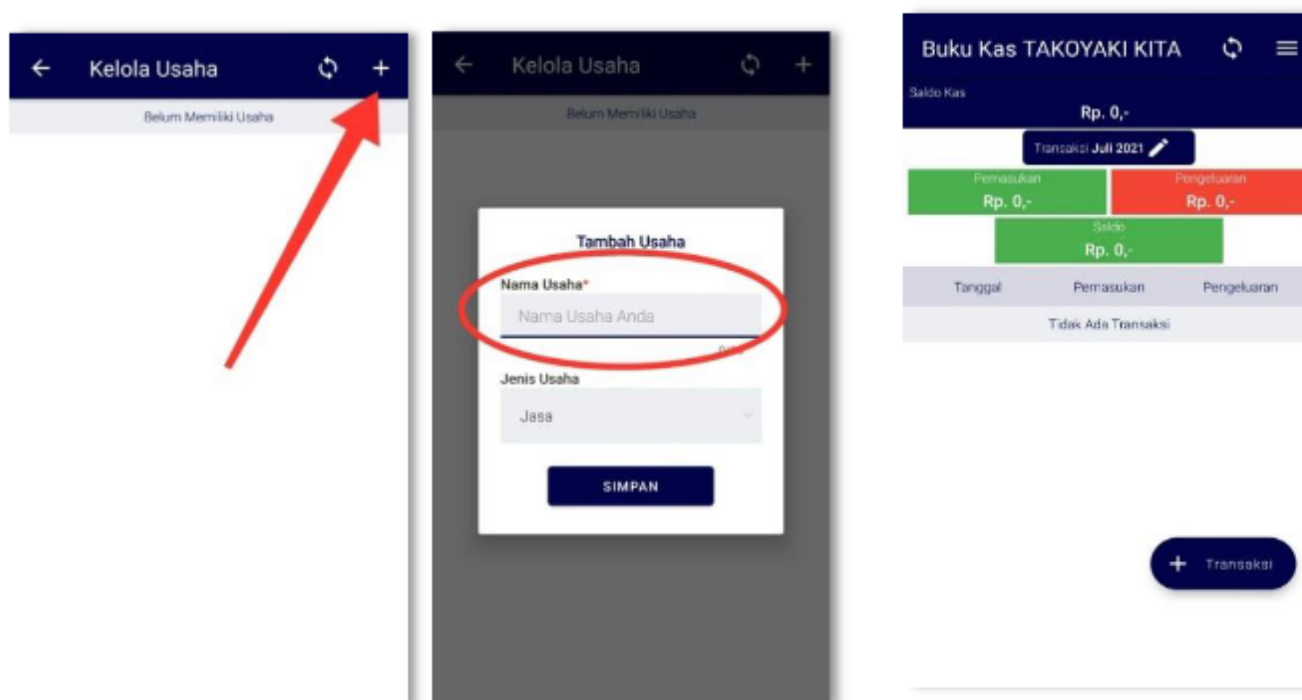 Kelola Usaha
Belum Memiliki Usaha
Kelola Usaha
Belum Memiliki Usaha
Tambah Usaha
Nama Usaha*
Nama Usaha Anda
Jenis Usaha
Jasa
SIMPAN
Buku Kas TAKOYAKI KITA
Saldo Kas
Rp. 0,-
Transaksi Juli 2021
Pemasukan Pengeluaran
Rp. 0,- Rp. 0,-
Saldo
Rp. 0,-
Tanggal Pemasukan Pengeluaran
Tidak Ada Transaksi
+ Transaksi